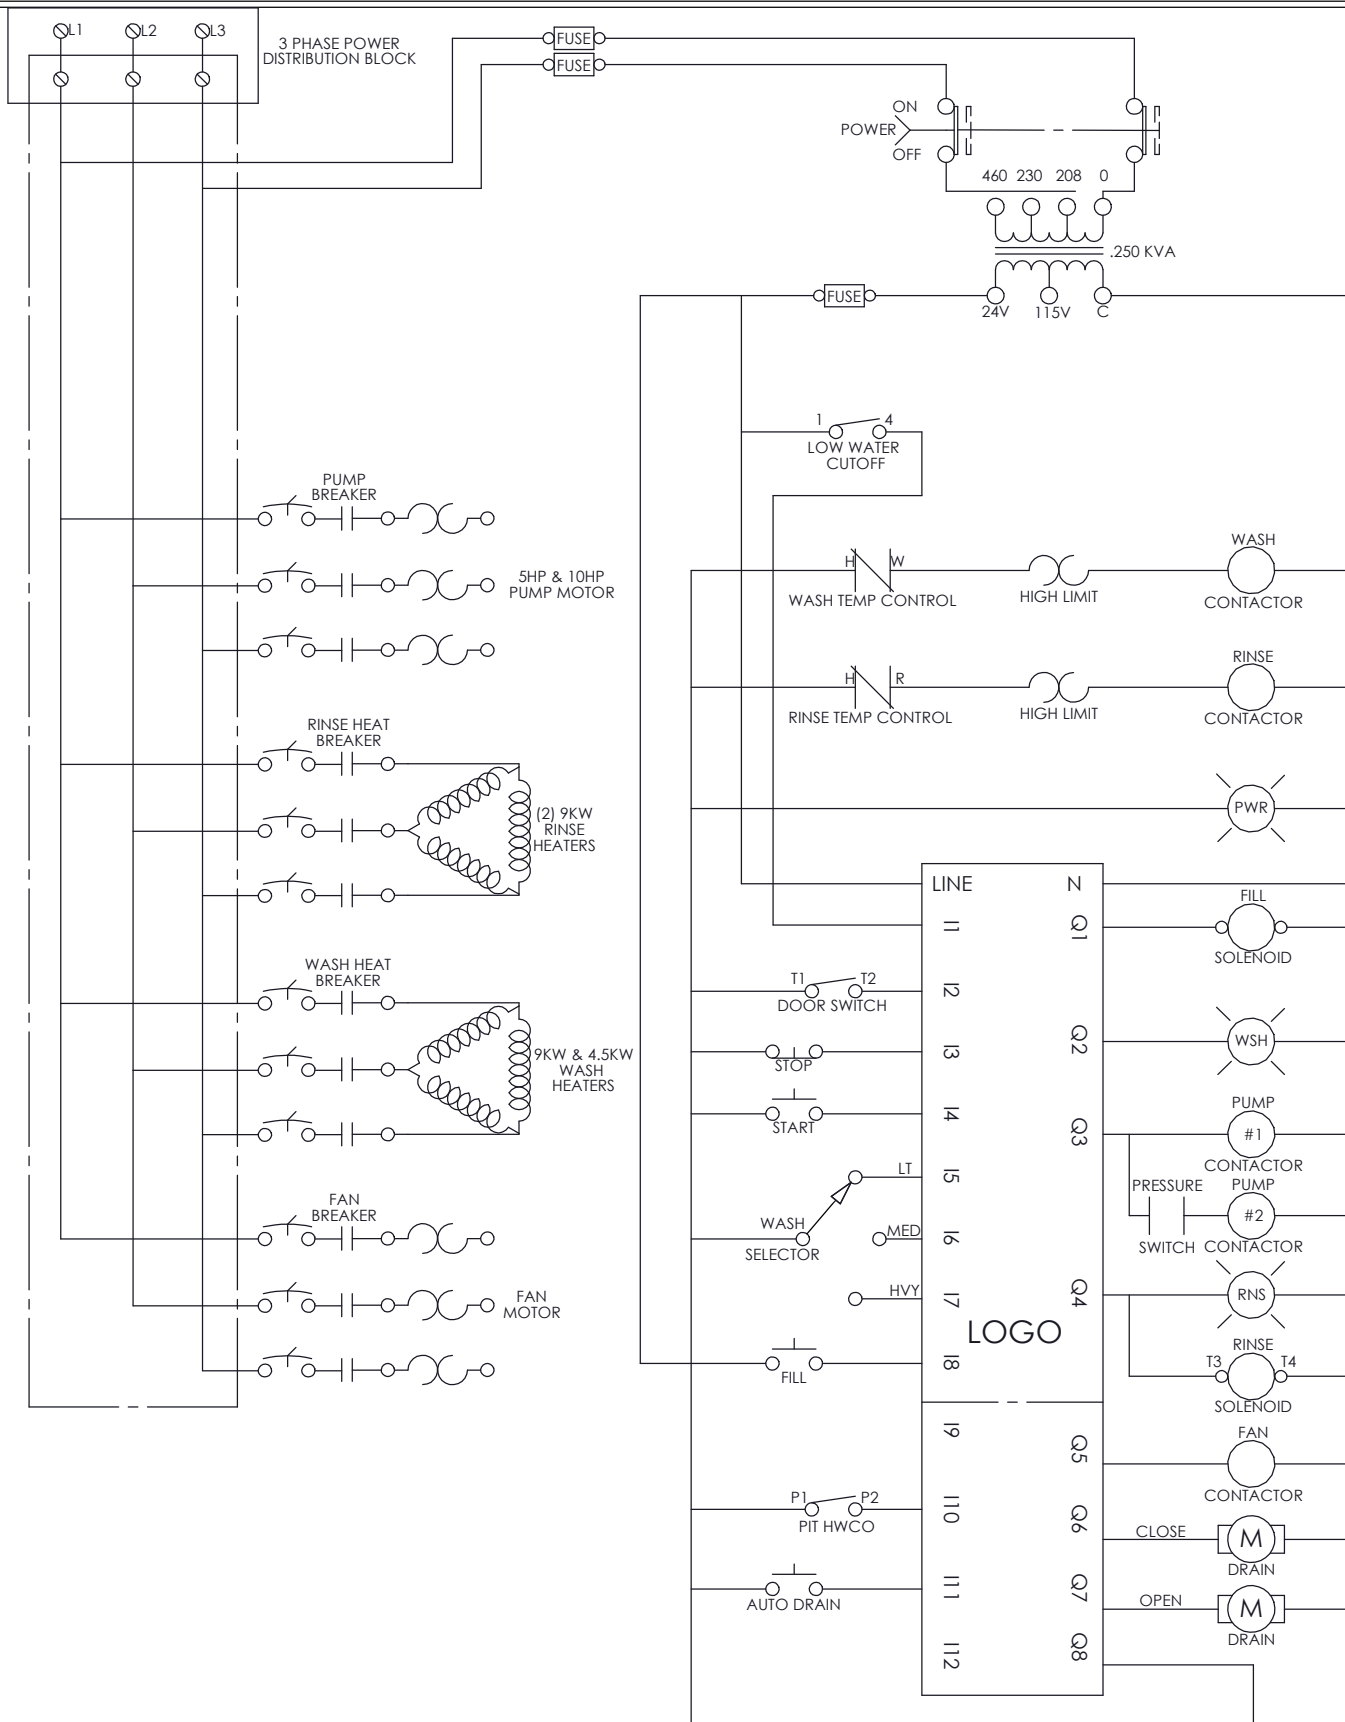 L1
L2
L3
3 PHASE POWER
DISTRIBUTION BLOCK
FUSE
FUSE
ON
POWER
OFF
460 230 208 0
.250 KVA
FUSE
24V 115V C
1 4
LOW WATER
CUTOFF
PUMP
BREAKER
5HP & 10HP
PUMP MOTOR
H W
WASH TEMP CONTROL
HIGH LIMIT
WASH
CONTACTOR
H R
RINSE TEMP CONTROL
HIGH LIMIT
RINSE
CONTACTOR
RINSE HEAT
BREAKER
(2) 9KW
RINSE
HEATERS
PWR
LINE N
I1
Q1
FILL
SOLENOID
WASH HEAT
BREAKER
9KW & 4.5KW
WASH
HEATERS
T1 T2
DOOR SWITCH
I2
Q2
WSH
STOP
I3
START
I4
Q3
PUMP
#1
CONTACTOR
PRESSURE
SWITCH
PUMP
#2
CONTACTOR
LT
I5
WASH
SELECTOR
MED
I6
HVY
I7
Q4
RNS
FAN
BREAKER
FAN
MOTOR
LOGO
FILL
I8
RINSE
T3 T4
SOLENOID
I9
Q5
FAN
CONTACTOR
P1 P2
PIT HWCO
I10
Q6
CLOSE
M
DRAIN
AUTO DRAIN
I11
Q7
OPEN
M
DRAIN
I12
Q8